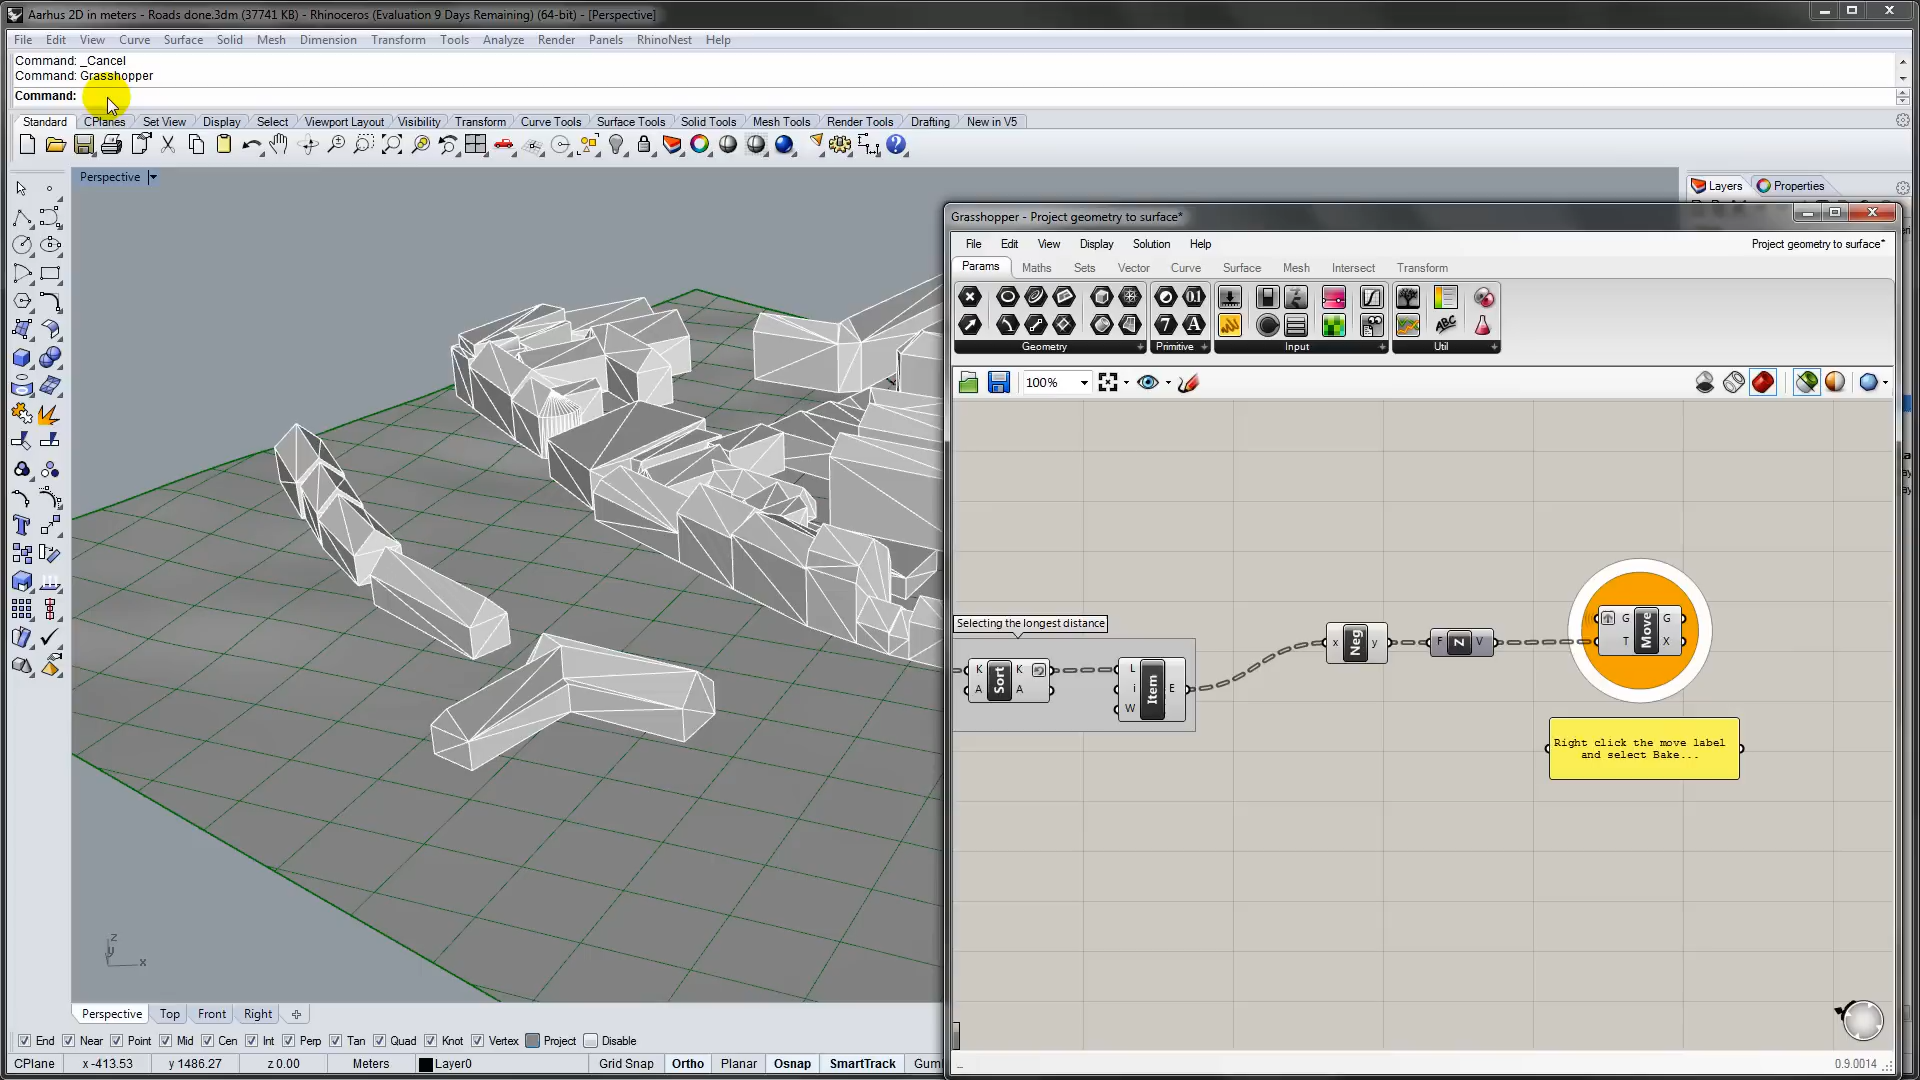 Aarhus 2D in meters - Roads done.3dm (37741 KB) - Rhinoceros (Evaluation 9 Days Remaining) (64-bit) - [Perspective]
File Edit View Curve Surface Solid Mesh Dimension Transform Tools Analyze Render Panels RhinoNest Help
Command: _Cancel
Command: Grasshopper
Command:
Standard CPlanes Set View Display Select Viewport Layout Visibility Transform Curve Tools Surface Tools Solid Tools Mesh Tools Render Tools Drafting New in V5
Perspective
Layers Properties
Grasshopper - Project geometry to surface*
File Edit View Display Solution Help Project geometry to surface*
Params Maths Sets Vector Curve Surface Mesh Intersect Transform
Geometry Primitive Input Util
100%
Selecting the longest distance
K A Sort K A
L i W Item E
x Neg y
F Z V
G T Move G X
Right click the move label
and select Bake...
z
y
x
Perspective Top Front Right
End Near Point Mid Cen Int Perp Tan Quad Knot Vertex Project Disable
CPlane x -413.53 y 1486.27 z 0.00 Meters Layer0 Grid Snap Ortho Planar Osnap SmartTrack Gum
0.9.0014